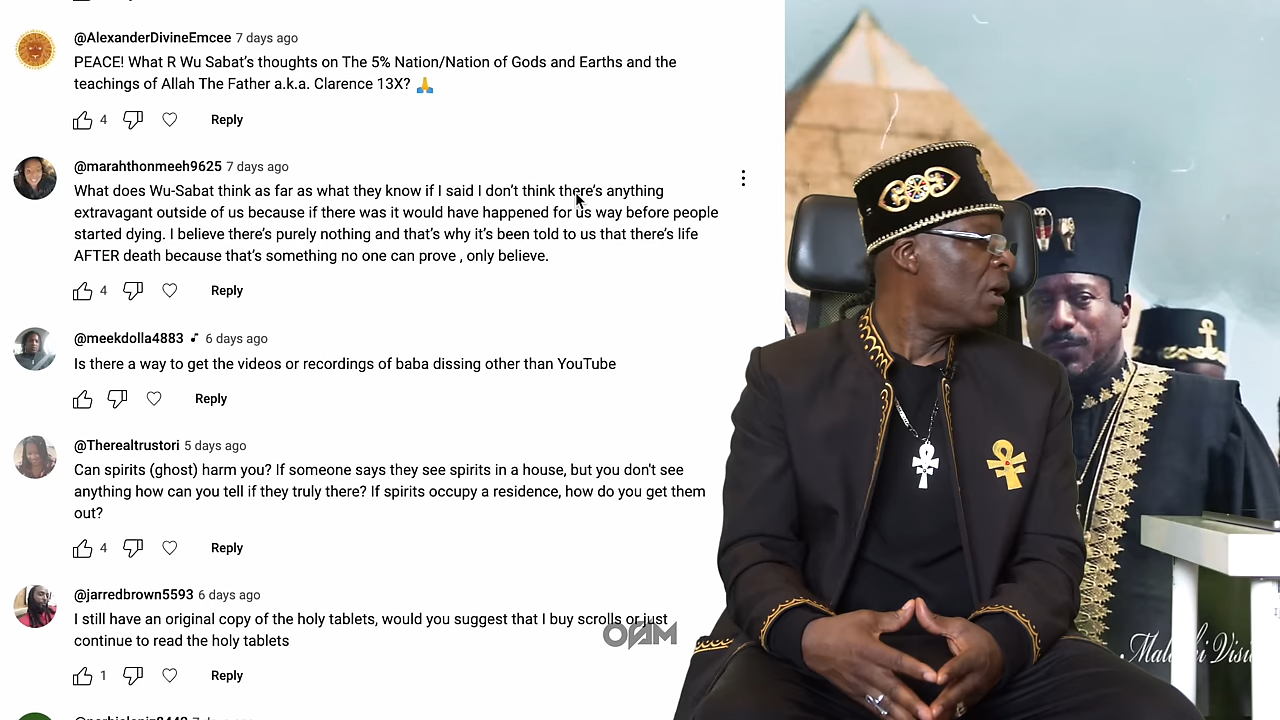 @AlexanderDivineEmcee 7 days ago
PEACE! What R Wu Sabat's thoughts on The 5% Nation/Nation of Gods and Earths and the
teachings of Allah The Father a.k.a. Clarence 13X? 🙏
4 Reply
@marahthonmeeh9625 7 days ago
What does Wu-Sabat think as far as what they know if I said I don't think there's anything
extravagant outside of us because if there was it would have happened for us way before people
started dying. I believe there's purely nothing and that's why it's been told to us that there's life
AFTER death because that's something no one can prove , only believe.
4 Reply
@meekdolla4883 6 days ago
Is there a way to get the videos or recordings of baba dissing other than YouTube
Reply
@Therealtrustori 5 days ago
Can spirits (ghost) harm you? If someone says they see spirits in a house, but you don't see
anything how can you tell if they truly there? If spirits occupy a residence, how do you get them
out?
4 Reply
@jarredbrown5593 6 days ago
I still have an original copy of the holy tablets, would you suggest that I buy scrolls or just
continue to read the holy tablets
1 Reply